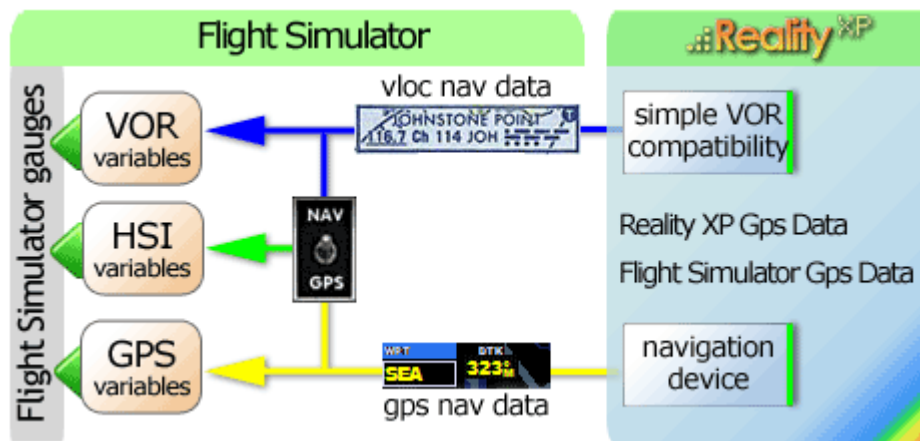 Flight Simulator
Reality XP
Flight Simulator gauges
vloc nav data
VOR
variables
JOHNSTONE POINT
116.7 Ch 114 JOH
simple VOR
compatibility
HSI
variables
NAV
GPS
Reality XP Gps Data
Flight Simulator Gps Data
GPS
variables
WPT
SEA
DTK
323°M
gps nav data
navigation
device